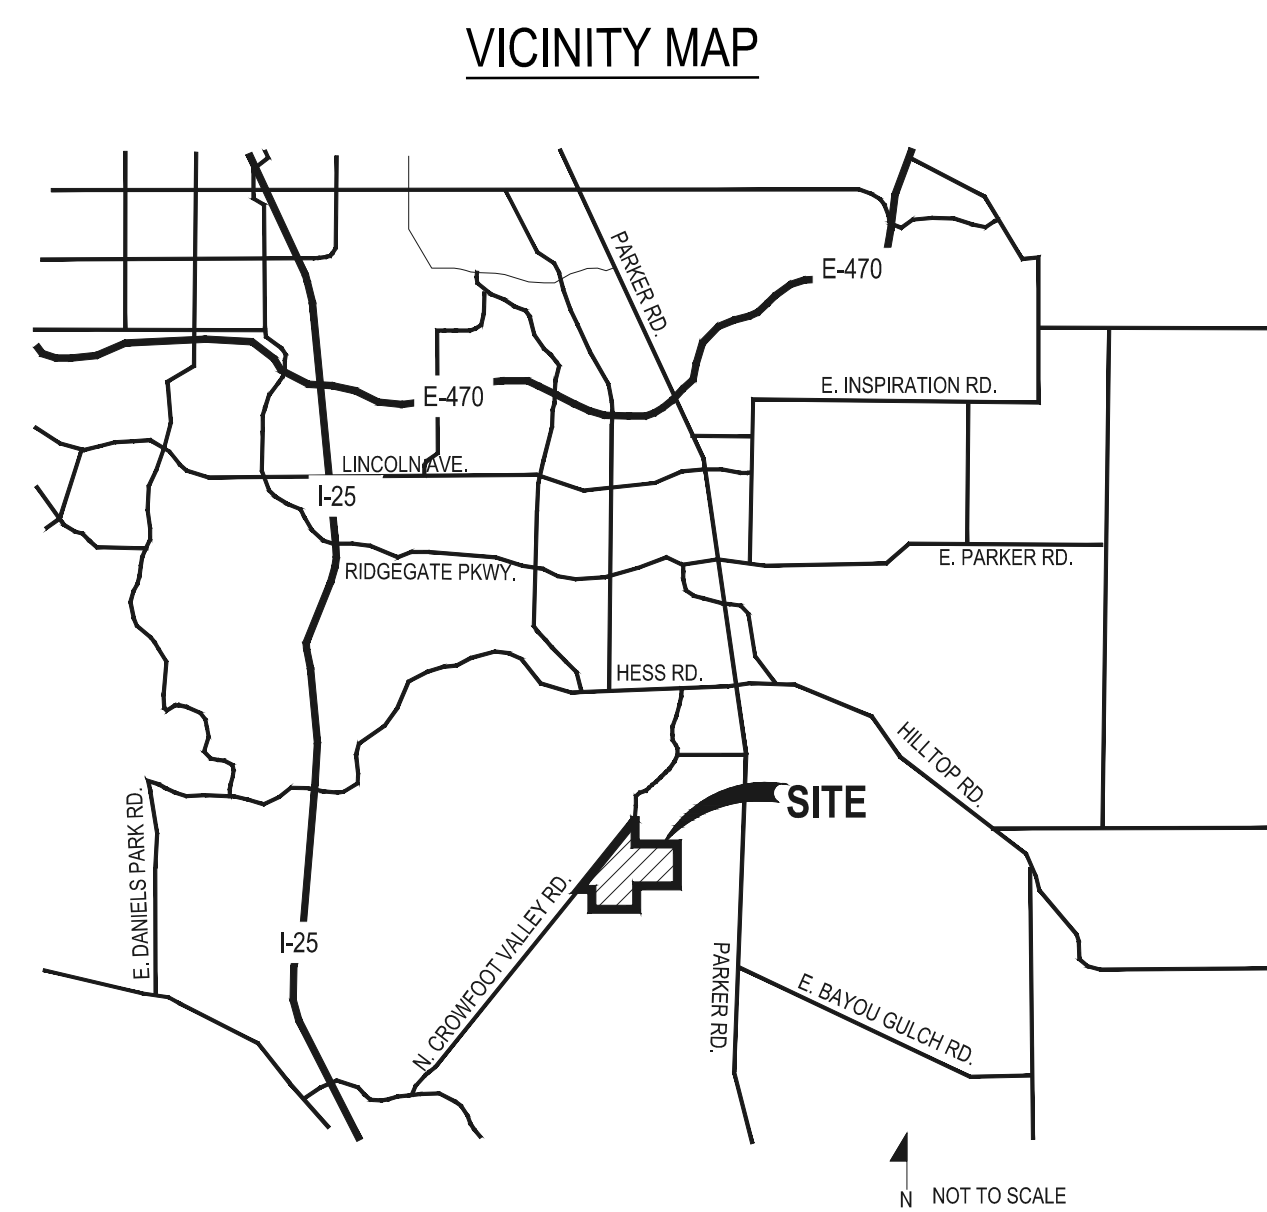 VICINITY MAP
PARKER RD.
E-470
E-470
E. INSPIRATION RD.
LINCOLN AVE.
I-25
E. PARKER RD.
RIDGEGATE PKWY.
HESS RD.
HILLTOP RD.
E. DANIELS PARK RD.
SITE
N. CROWFOOT VALLEY RD.
I-25
PARKER RD.
E. BAYOU GULCH RD.
N
NOT TO SCALE